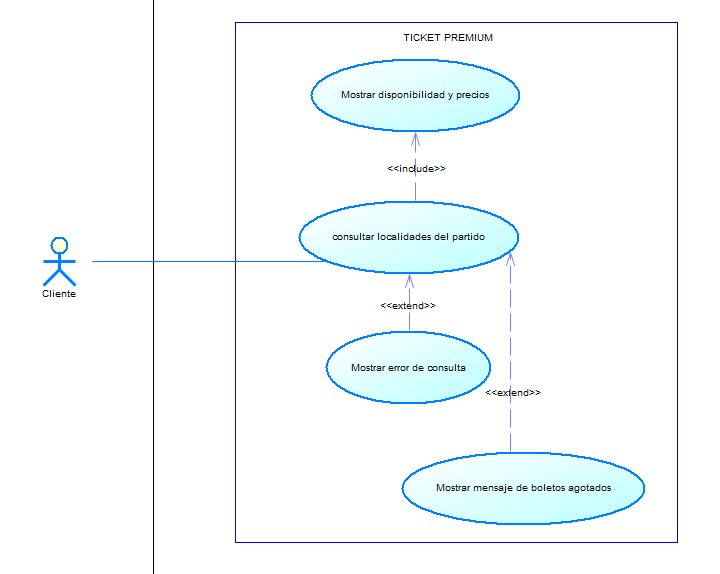 TICKET PREMIUM
Mostrar disponibilidad y precios
<<include>>
consultar localidades del partido
Cliente
<<extend>>
Mostrar error de consulta
<<extend>>
Mostrar mensaje de boletos agotados